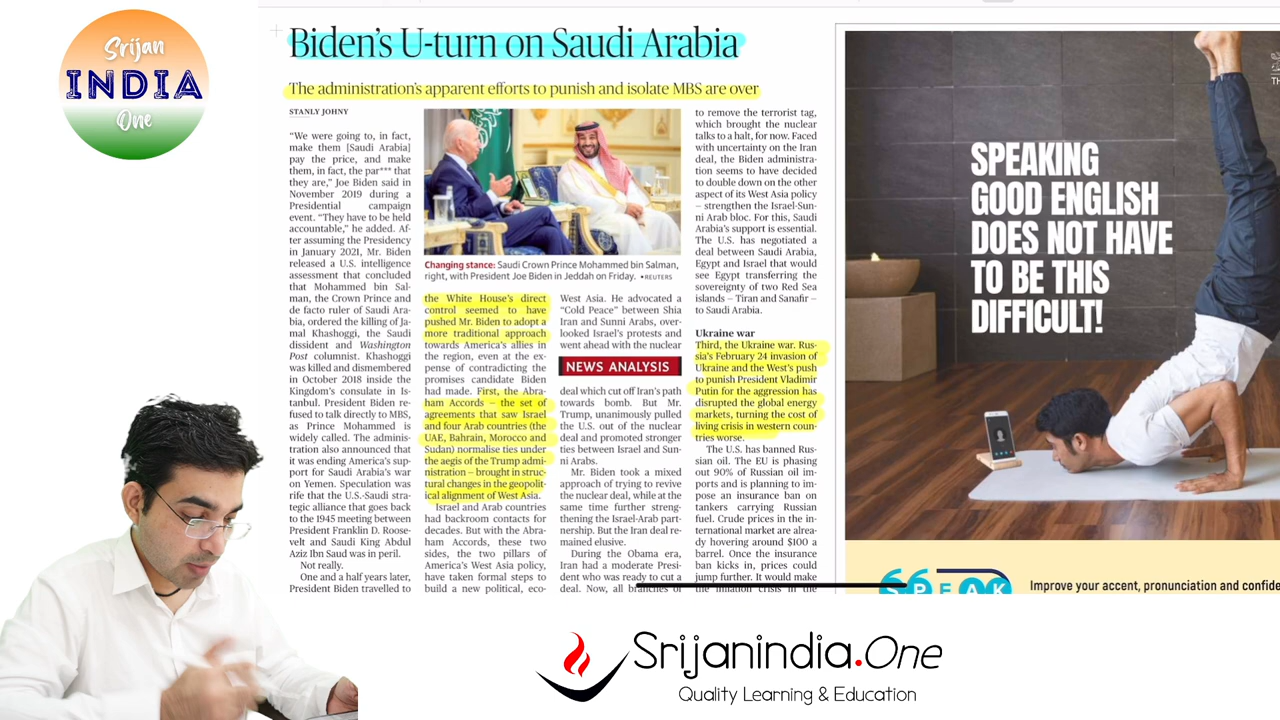 Srijan
INDIA
One
Biden's U-turn on Saudi Arabia
The administration's apparent efforts to punish and isolate MBS are over
STANLY JOHNY
“We were going to, in fact,
make them [Saudi Arabia]
pay the price, and make
them, in fact, the par*** that
they are,” Joe Biden said in
November 2019 during a
Presidential campaign
event. “They have to be held
accountable,” he added. Af-
ter assuming the Presidency
in January 2021, Mr. Biden
released a U.S. intelligence
assessment that concluded
that Mohammed bin Sal-
man, the Crown Prince and
de facto ruler of Saudi Ara-
bia, ordered the killing of Ja-
mal Khashoggi, the Saudi
dissident and Washington
Post columnist. Khashoggi
was killed and dismembered
in October 2018 inside the
Kingdom's consulate in Is-
tanbul. President Biden re-
fused to talk directly to MBS,
as Prince Mohammed is
widely called. The adminis-
tration also announced that
it was ending America's sup-
port for Saudi Arabia's war
on Yemen. Speculation was
rife that the U.S.-Saudi stra-
tegic alliance that goes back
to the 1945 meeting between
President Franklin D. Roose-
velt and Saudi King Abdul
Aziz Ibn Saud was in peril.
Not really.
One and a half years later,
President Biden travelled to
Changing stance: Saudi Crown Prince Mohammed bin Salman,
right, with President Joe Biden in Jeddah on Friday. •REUTERS
the White House's direct
control seemed to have
pushed Mr. Biden to adopt a
more traditional approach
towards America's allies in
the region, even at the ex-
pense of contradicting the
promises candidate Biden
had made. First, the Abra-
ham Accords – the set of
agreements that saw Israel
and four Arab countries (the
UAE, Bahrain, Morocco and
Sudan) normalise ties under
the aegis of the Trump admi-
nistration – brought in struc-
tural changes in the geopolit-
ical alignment of West Asia.
Israel and Arab countries
had backroom contacts for
decades. But with the Abra-
ham Accords, these two
sides, the two pillars of
America's West Asia policy,
have taken formal steps to
build a new political, eco-
West Asia. He advocated a
“Cold Peace” between Shia
Iran and Sunni Arabs, over-
looked Israel's protests and
went ahead with the nuclear
NEWS ANALYSIS
deal which cut off Iran's path
towards bomb. But Mr.
Trump, unanimously pulled
the U.S. out of the nuclear
deal and promoted stronger
ties between Israel and Sun-
ni Arabs.
Mr. Biden took a mixed
approach of trying to revive
the nuclear deal, while at the
same time further streng-
thening the Israel-Arab part-
nership. But the Iran deal re-
mained elusive.
During the Obama era,
Iran had a moderate Presi-
dent who was ready to cut a
deal. Now, all branches of
to remove the terrorist tag,
which brought the nuclear
talks to a halt, for now. Faced
with uncertainty on the Iran
deal, the Biden administra-
tion seems to have decided
to double down on the other
aspect of its West Asia policy
– strengthen the Israel-Sun-
ni Arab bloc. For this, Saudi
Arabia's support is essential.
The U.S. has negotiated a
deal between Saudi Arabia,
Egypt and Israel that would
see Egypt transferring the
sovereignty of two Red Sea
islands – Tiran and Sanafir –
to Saudi Arabia.
Ukraine war
Third, the Ukraine war. Rus-
sia's February 24 invasion of
Ukraine and the West's push
to punish President Vladimir
Putin for the aggression has
disrupted the global energy
markets, turning the cost of
living crisis in western coun-
tries worse.
The U.S. has banned Rus-
sian oil. The EU is phasing
out 90% of Russian oil im-
ports and is planning to im-
pose an insurance ban on
tankers carrying Russian
fuel. Crude prices in the in-
ternational market are alrea-
dy hovering around $100 a
barrel. Once the insurance
ban kicks in, prices could
jump further. It would make
the inflation crisis in the
TH
SPEAKING
GOOD ENGLISH
DOES NOT HAVE
TO BE THIS
DIFFICULT!
SPEAK
Improve your accent, pronunciation and confide
Srijanindia.One
Quality Learning & Education